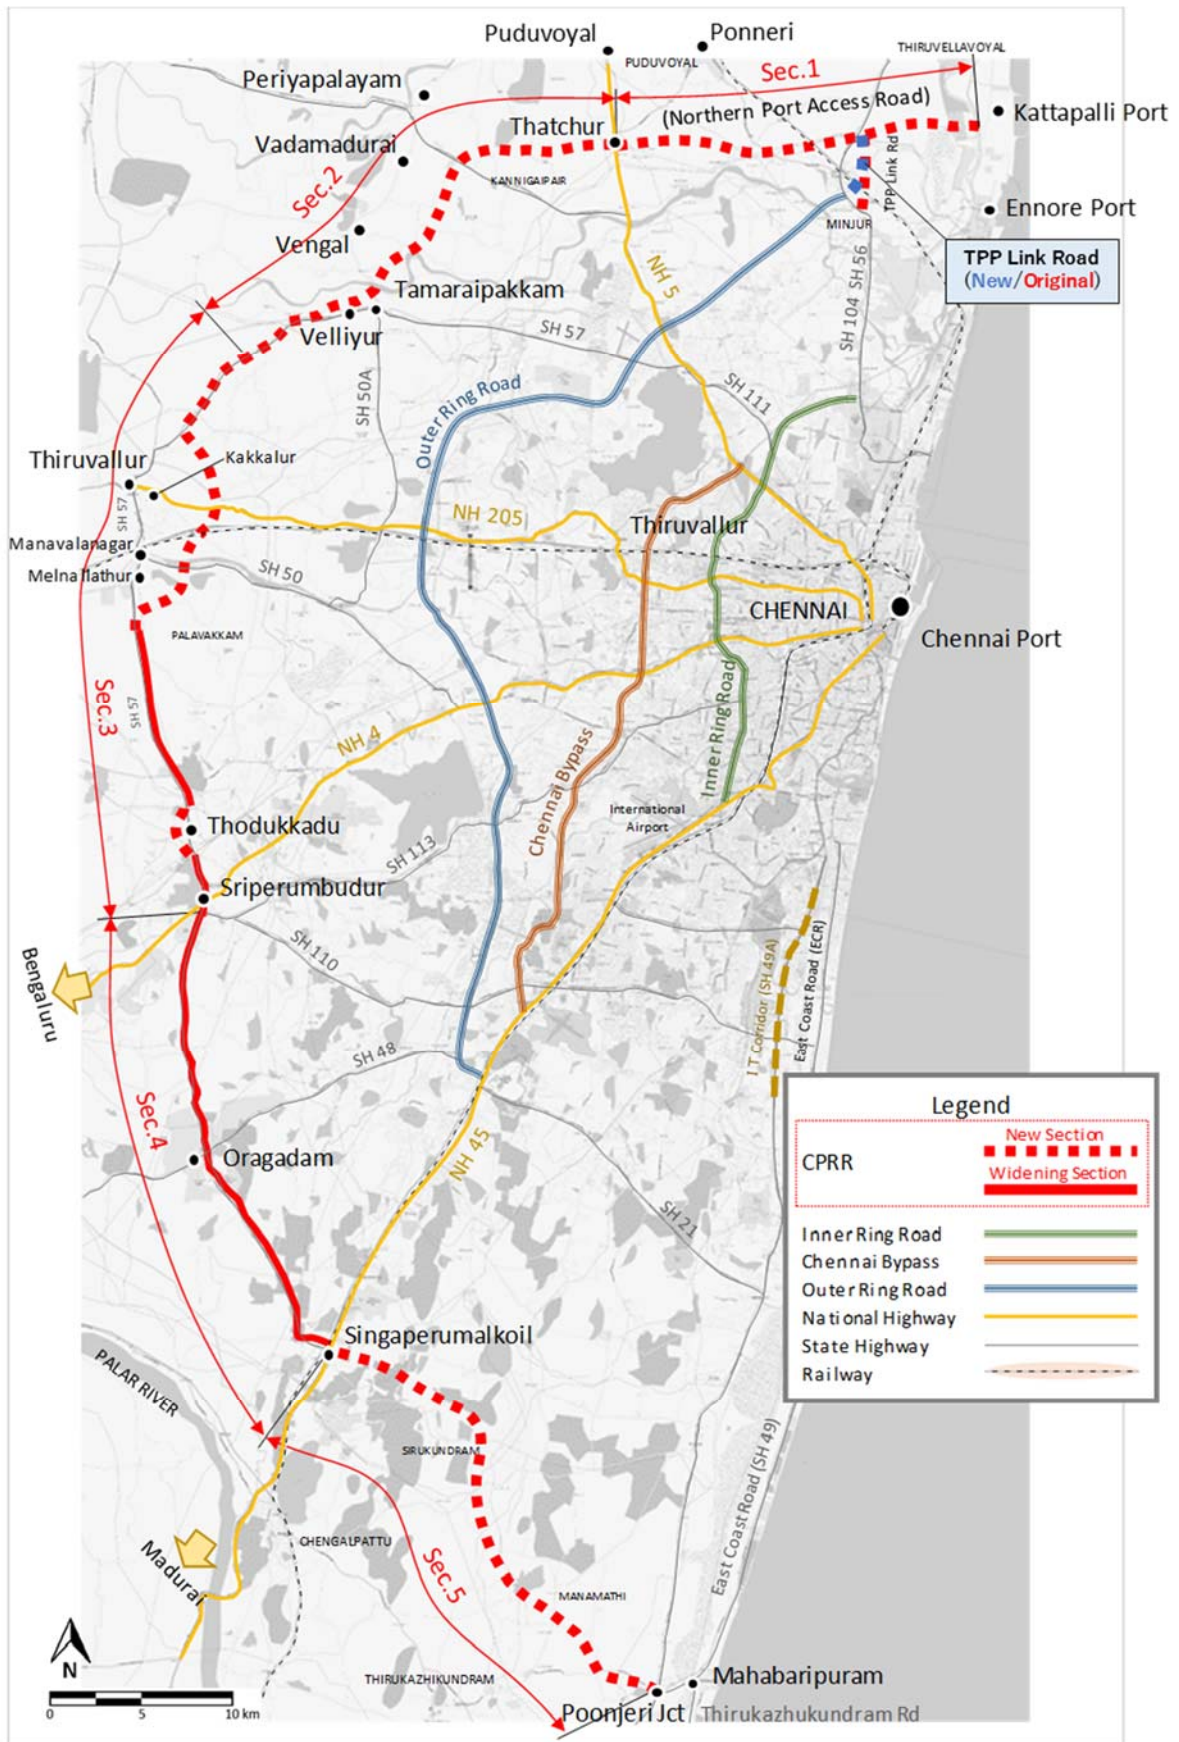 Puduvoyal
Ponneri
PUDUVOYAL
THIRUVELLAVOYAL
Sec.1
Periyapalayam
(Northern Port Access Road)
Kattapalli Port
Thatchur
Vadamadurai
KANNIGAIPAIR
TPP Link Rd
Sec.2
Ennore Port
MINJUR
Vengal
TPP Link Road
(New/Original)
NH 5
SH 56
SH 104
Tamaraipakkam
Velliyur
SH 57
SH 50A
SH 111
Outer Ring Road
Thiruvallur
Kakkalur
SH 57
NH 205
Thiruvallur
Manavalanagar
Melnallathur
SH 50
CHENNAI
PALAVAKKAM
Chennai Port
Sec.3
SH 57
NH 4
Inner Ring Road
Chennai Bypass
International
Airport
Thodukkadu
SH 113
Sriperumbudur
SH 110
Bengaluru
IT Corridor (SH 49A)
East Coast Road (ECR)
SH 48
Sec.4
Oragadam
NH 45
SH 21
Legend
CPRR
New Section
Widening Section
Inner Ring Road
Chennai Bypass
Outer Ring Road
National Highway
State Highway
Railway
Singaperumalkoil
PALAR RIVER
SIRUKUNDRAM
East Coast Road (SH 49)
CHENGALPATTU
Madurai
Sec.5
MANAMATHI
N
0 5 10 km
THIRUKAZHIKUNDRAM
Mahabaripuram
Poonjeri Jct
Thirukazhukundram Rd